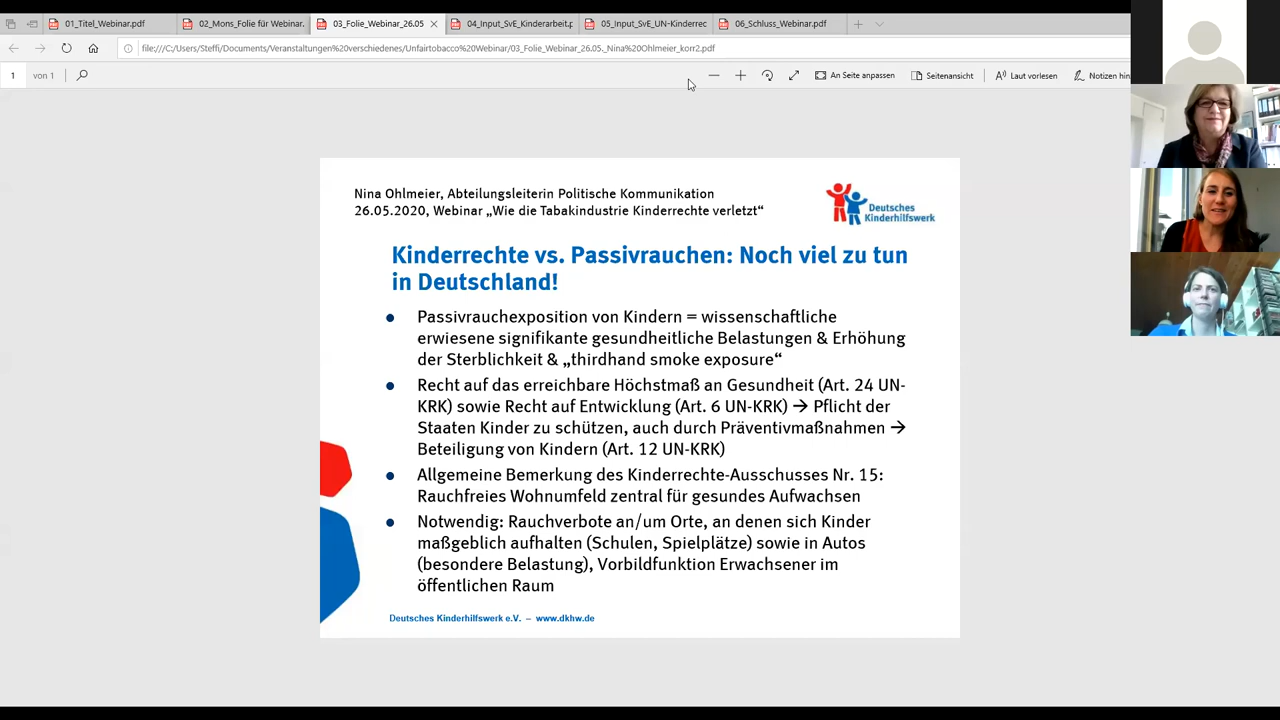 01_Titel_Webinar.pdf
02_Mons_Folie für Webinar.
03_Folie_Webinar_26.05
04_Input_SvE_Kinderarbeit.p
05_Input_SvE_UN-Kinderrec
06_Schluss_Webinar.pdf
file:///C:/Users/Steffi/Documents/Veranstaltungen%20verschiedenes/Unfairtobacco%20Webinar/03_Folie_Webinar_26.05._Nina%20Ohlmeier_korr2.pdf
1 von 1
An Seite anpassen
Seitenansicht
Laut vorlesen
Notizen hin
Nina Ohlmeier, Abteilungsleiterin Politische Kommunikation
26.05.2020, Webinar „Wie die Tabakindustrie Kinderrechte verletzt“
Deutsches
Kinderhilfswerk
Kinderrechte vs. Passivrauchen: Noch viel zu tun
in Deutschland!
● Passivrauchexposition von Kindern = wissenschaftliche
erwiesene signifikante gesundheitliche Belastungen & Erhöhung
der Sterblichkeit & „thirdhand smoke exposure“
● Recht auf das erreichbare Höchstmaß an Gesundheit (Art. 24 UN-
KRK) sowie Recht auf Entwicklung (Art. 6 UN-KRK) → Pflicht der
Staaten Kinder zu schützen, auch durch Präventivmaßnahmen →
Beteiligung von Kindern (Art. 12 UN-KRK)
● Allgemeine Bemerkung des Kinderrechte-Ausschusses Nr. 15:
Rauchfreies Wohnumfeld zentral für gesundes Aufwachsen
● Notwendig: Rauchverbote an/um Orte, an denen sich Kinder
maßgeblich aufhalten (Schulen, Spielplätze) sowie in Autos
(besondere Belastung), Vorbildfunktion Erwachsener im
öffentlichen Raum
Deutsches Kinderhilfswerk e.V. – www.dkhw.de